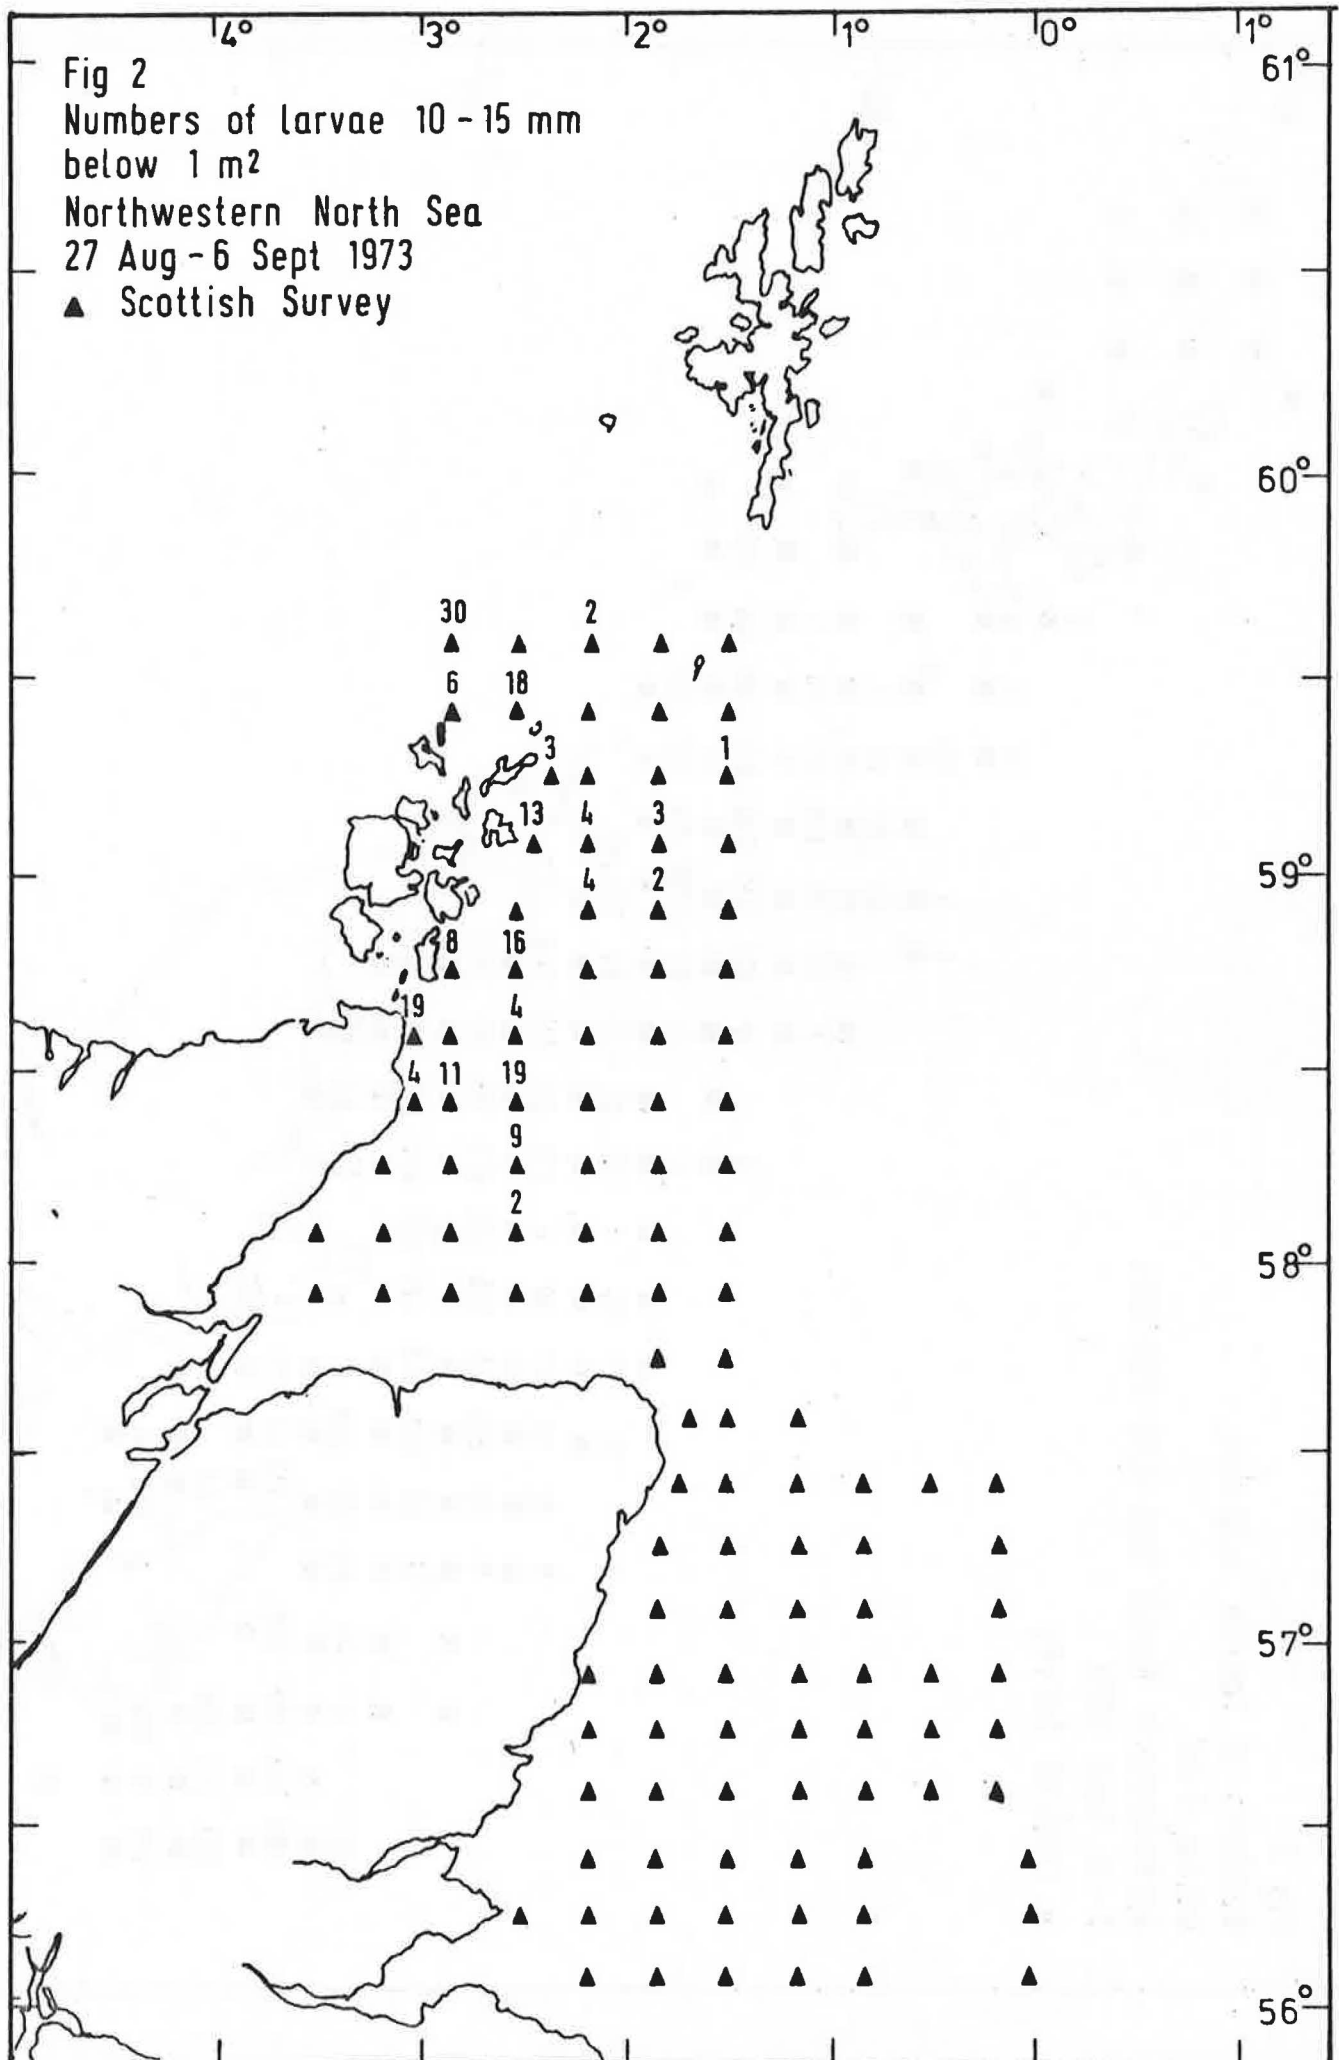 4° 3° 2° 1° 0° 1°
Fig 2
61°
Numbers of larvae 10 - 15 mm
below 1 m2
Northwestern North Sea
27 Aug - 6 Sept 1973
▲ Scottish Survey
60°
30 2
6 18
3 1
13 4 3
59°
4 2
8 16
19 4
4 11 19
9
2
58°
57°
56°